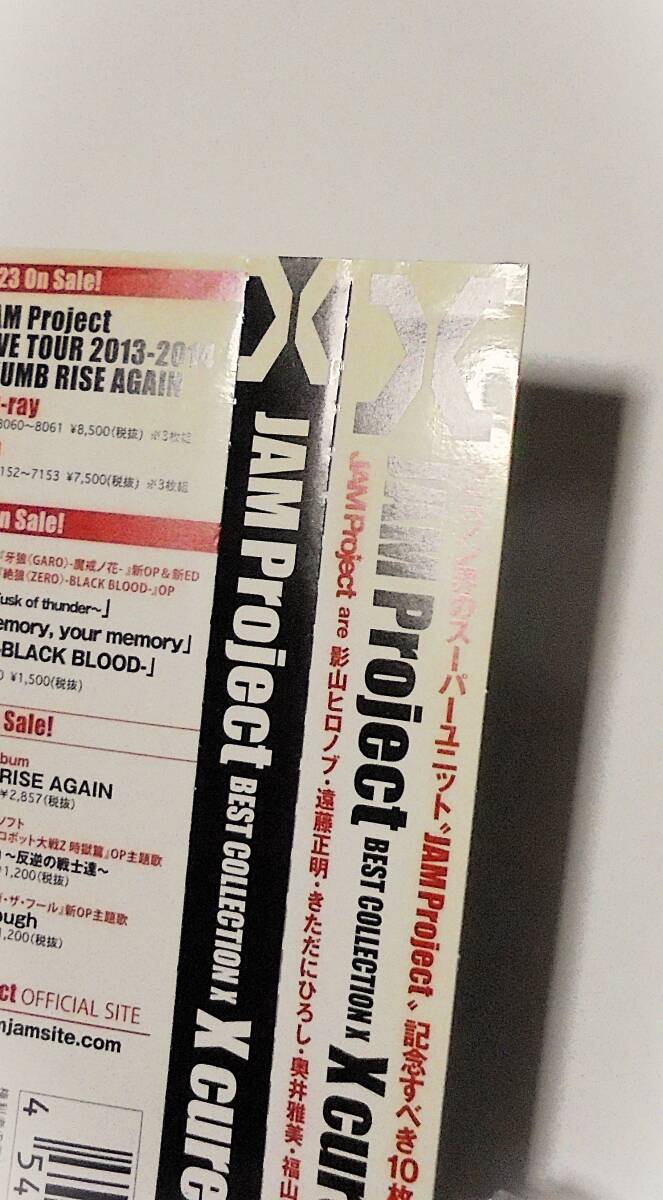 23 On Sale!
AM Project
VE TOUR 2013-2014
UMB RISE AGAIN
-ray
8060～8061 ¥8,500(税抜) ※3枚組
152～7153 ¥7,500(税抜) ※3枚組
n Sale!
『牙狼〈GARO〉-魔戒ノ花-』新OP＆新ED
『絶狼〈ZERO〉-BLACK BLOOD-』OP
usk of thunder～」
emory, your memory」
-BLACK BLOOD-」
0 ¥1,500(税抜)
Sale!
bum
RISE AGAIN
¥2,857(税抜)
ソフト
ロボット大戦Z 時獄篇』OP主題歌
～反逆の戦士達～
1,200(税抜)
・ザ・フール』新OP主題歌
ough
1,200(税抜)
ct OFFICIAL SITE
mjamsite.com
4 54
JAM Project BEST COLLECTION X X cure
JAM Project are 影山ヒロノブ・遠藤正明・きただにひろし・奥井雅美・福山
JAM Project BEST COLLECTION X X cur
のスーパーユニット“JAM Project” 記念すべき10枚